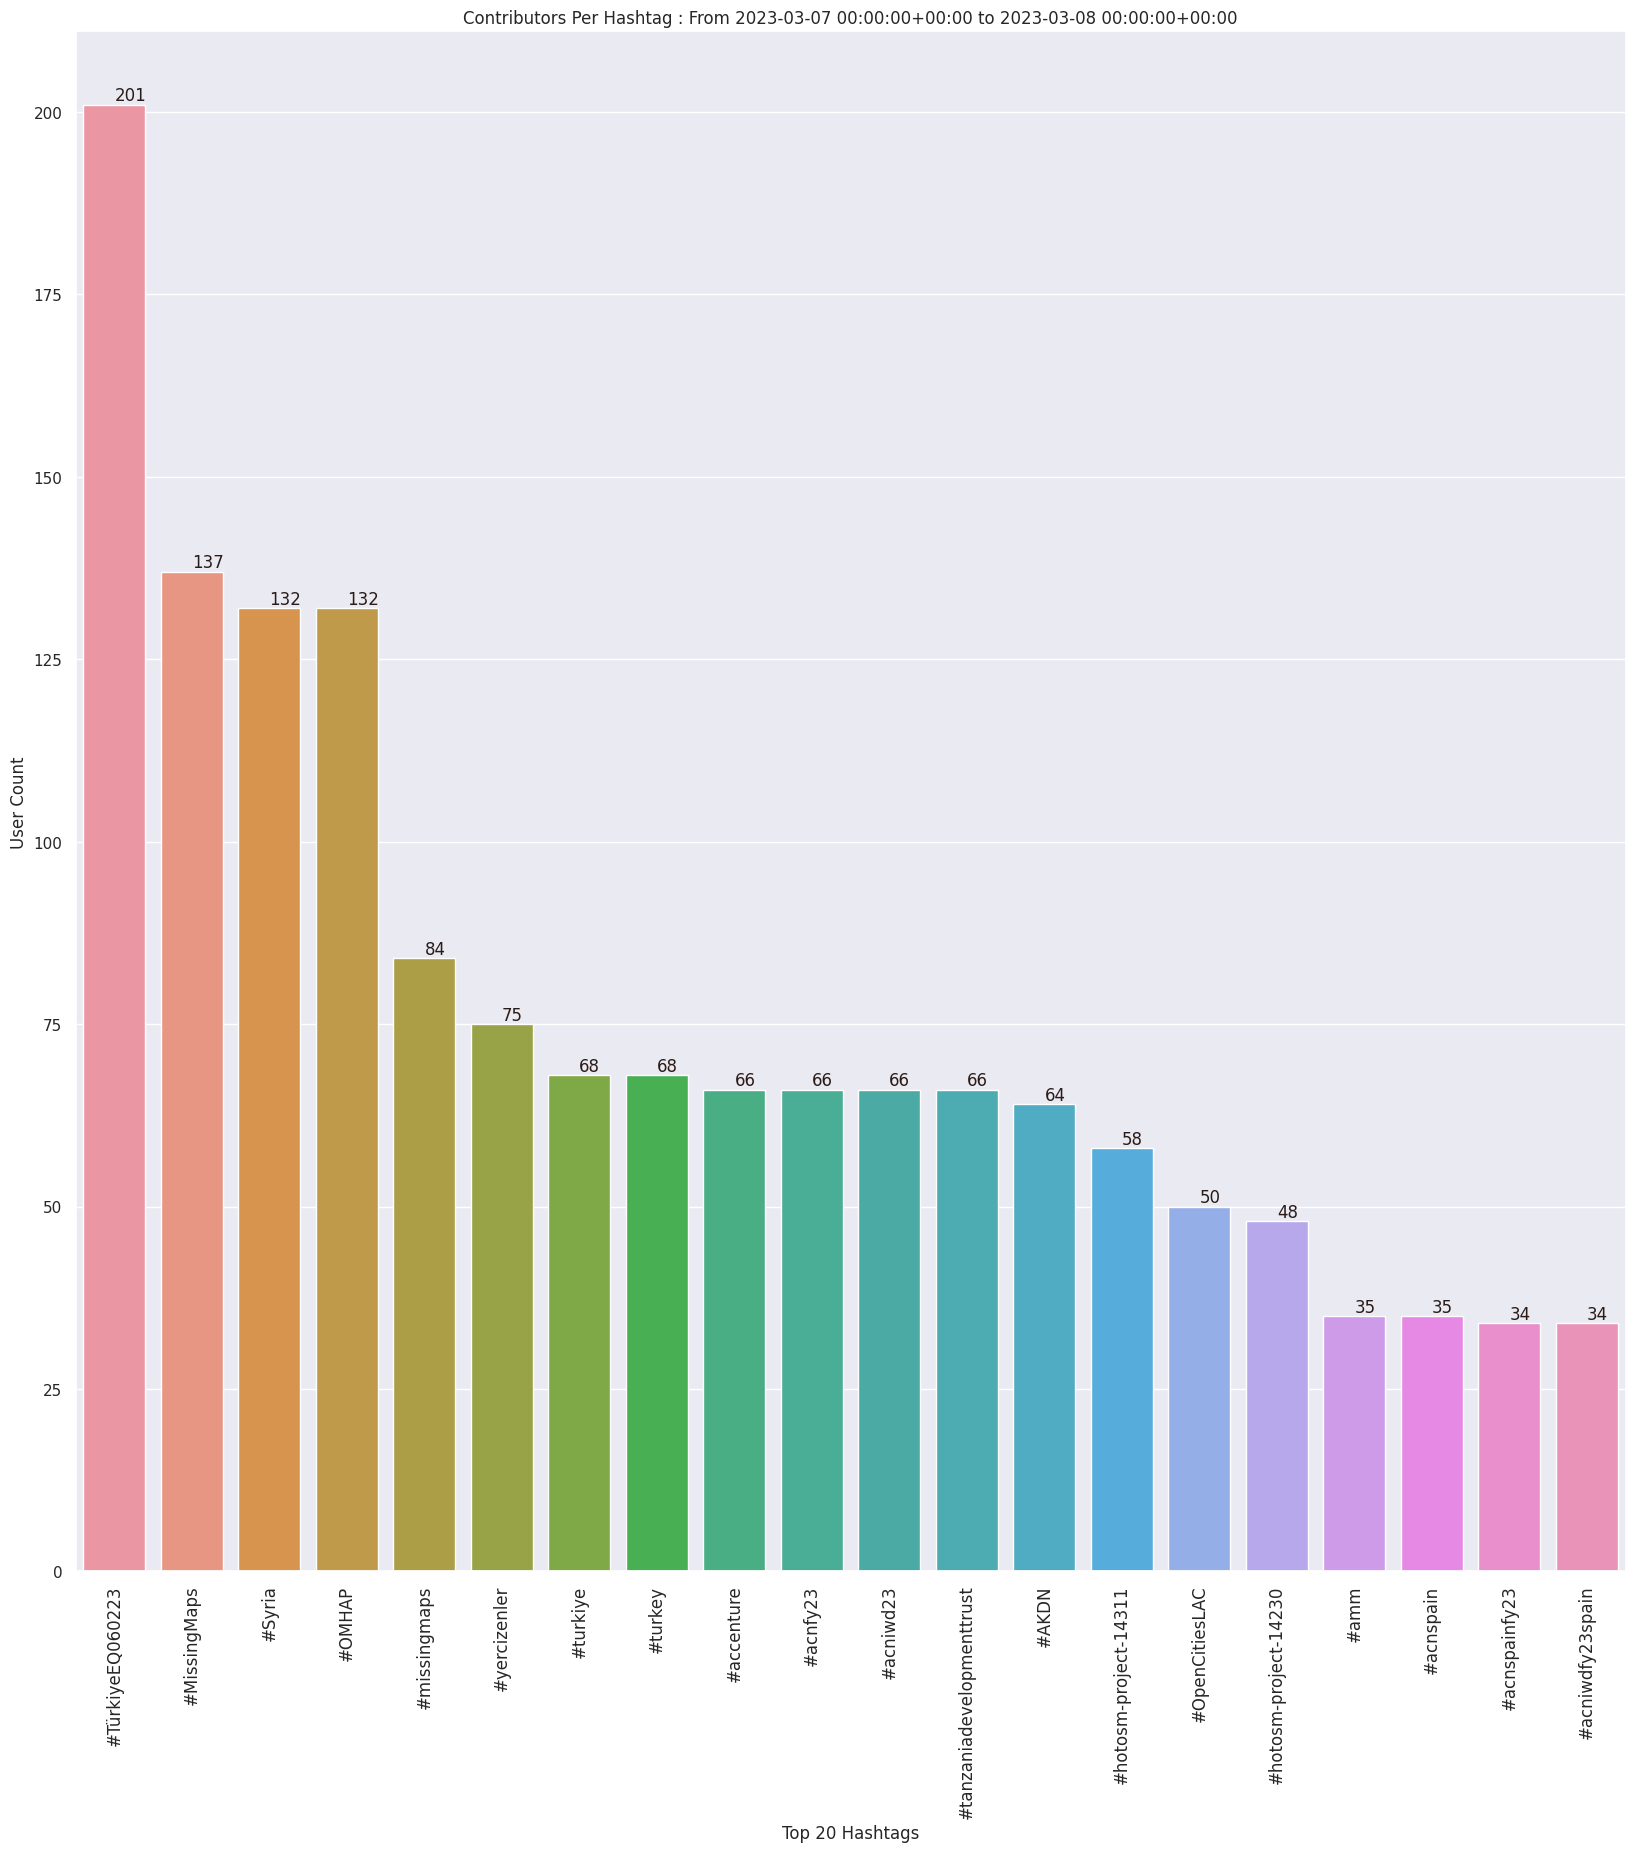 Contributors Per Hashtag : From 2023-03-07 00:00:00+00:00 to 2023-03-08 00:00:00+00:00
User Count
200
175
150
125
100
75
50
25
0
201
137
132
132
84
75
68
68
66
66
66
66
64
58
50
48
35
35
34
34
#TürkiyeEQ060223
#MissingMaps
#Syria
#OMHAP
#missingmaps
#yercizenler
#turkiye
#turkey
#accenture
#acnfy23
#acniwd23
#tanzaniadevelopmenttrust
#AKDN
#hotosm-project-14311
#OpenCitiesLAC
#hotosm-project-14230
#amm
#acnspain
#acnspainfy23
#acniwdfy23spain
Top 20 Hashtags